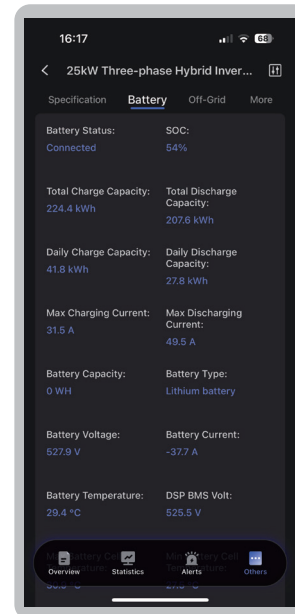 16:17
68
25kW Three-phase Hybrid Inver...
Specification Battery Off-Grid More
Battery Status: SOC:
Connected 54%
Total Charge Capacity: Total Discharge
Capacity:
224.4 kWh
207.6 kWh
Daily Charge Capacity: Daily Discharge
Capacity:
41.8 kWh
27.8 kWh
Max Charging Current: Max Discharging
Current:
31.5 A
49.5 A
Battery Capacity: Battery Type:
0 WH Lithium battery
Battery Voltage: Battery Current:
527.9 V -37.7 A
Battery Temperature: DSP BMS Volt:
29.4 °C 525.5 V
Overview Statistics Alerts Others